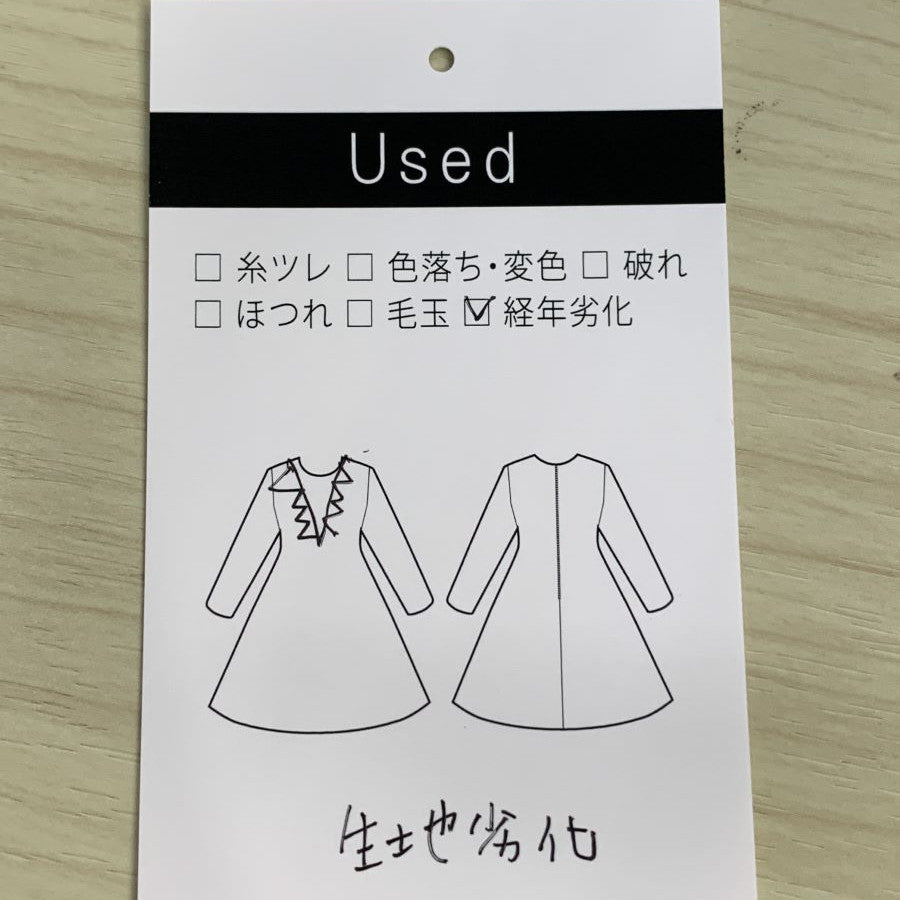 Used
□ 糸ツレ □ 色落ち・変色 □ 破れ
□ ほつれ □ 毛玉 ☑ 経年劣化
生地劣化